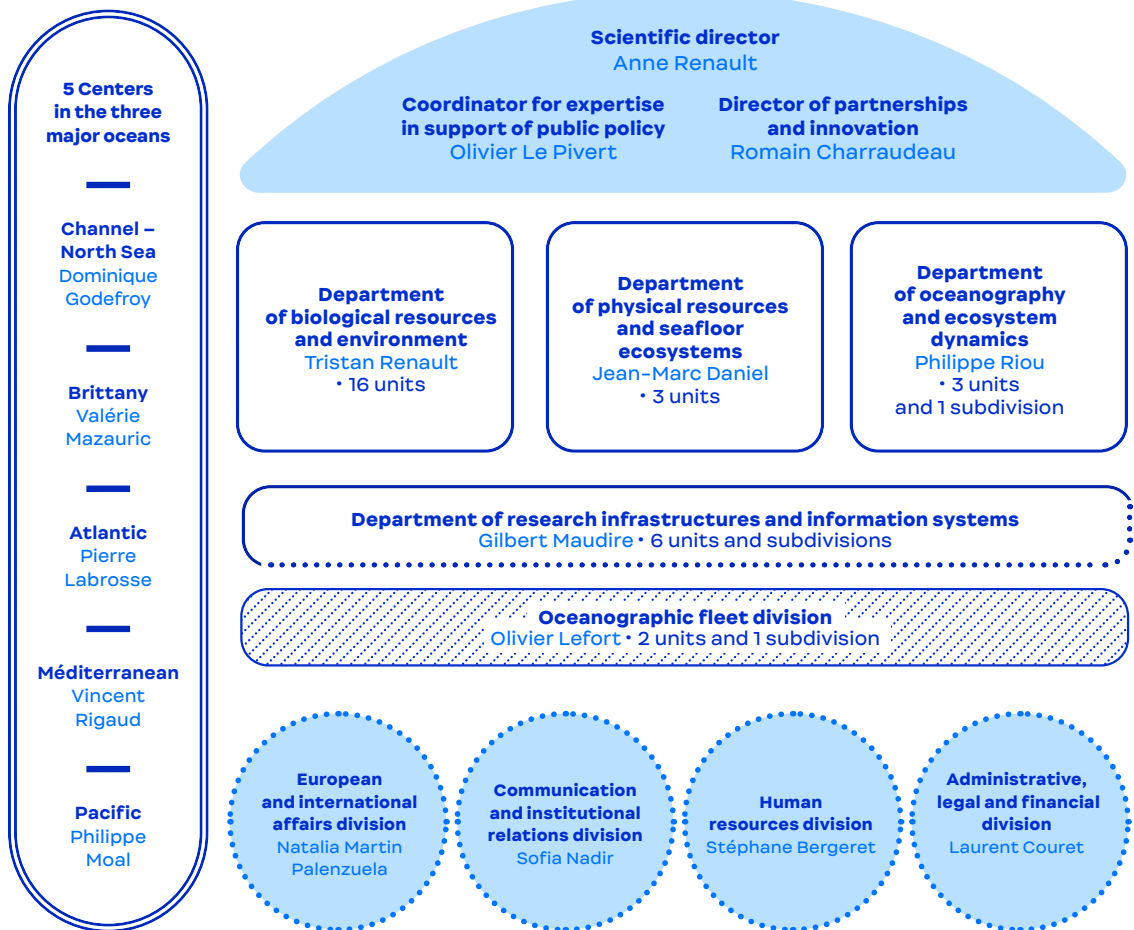 5 Centers
in the three
major oceans
Channel –
North Sea
Dominique
Godefroy
Brittany
Valérie
Mazauric
Atlantic
Pierre
Labrosse
Méditerranean
Vincent
Rigaud
Pacific
Philippe
Moal
Scientific director
Anne Renault
Coordinator for expertise
in support of public policy
Olivier Le Pivert
Director of partnerships
and innovation
Romain Charraudeau
Department
of biological resources
and environment
Tristan Renault
• 16 units
Department
of physical resources
and seafloor
ecosystems
Jean-Marc Daniel
• 3 units
Department
of oceanography
and ecosystem
dynamics
Philippe Riou
• 3 units
and 1 subdivision
Department of research infrastructures and information systems
Gilbert Maudire • 6 units and subdivisions
Oceanographic fleet division
Olivier Lefort • 2 units and 1 subdivision
European
and international
affairs division
Natalia Martin
Palenzuela
Communication
and institutional
relations division
Sofia Nadir
Human
resources division
Stéphane Bergeret
Administrative,
legal and financial
division
Laurent Couret